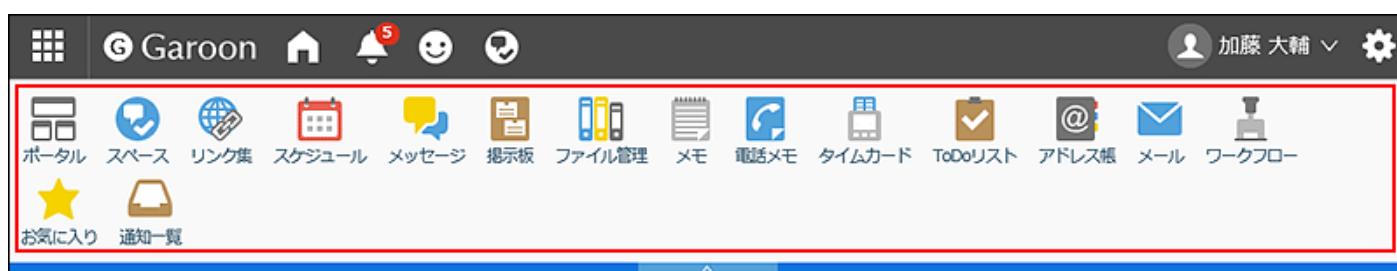 G Garoon 5 加藤 大輔
ポータル スペース リンク集 スケジュール メッセージ 掲示板 ファイル管理 メモ 電話メモ タイムカード ToDoリスト アドレス帳 メール ワークフロー
お気に入り 通知一覧